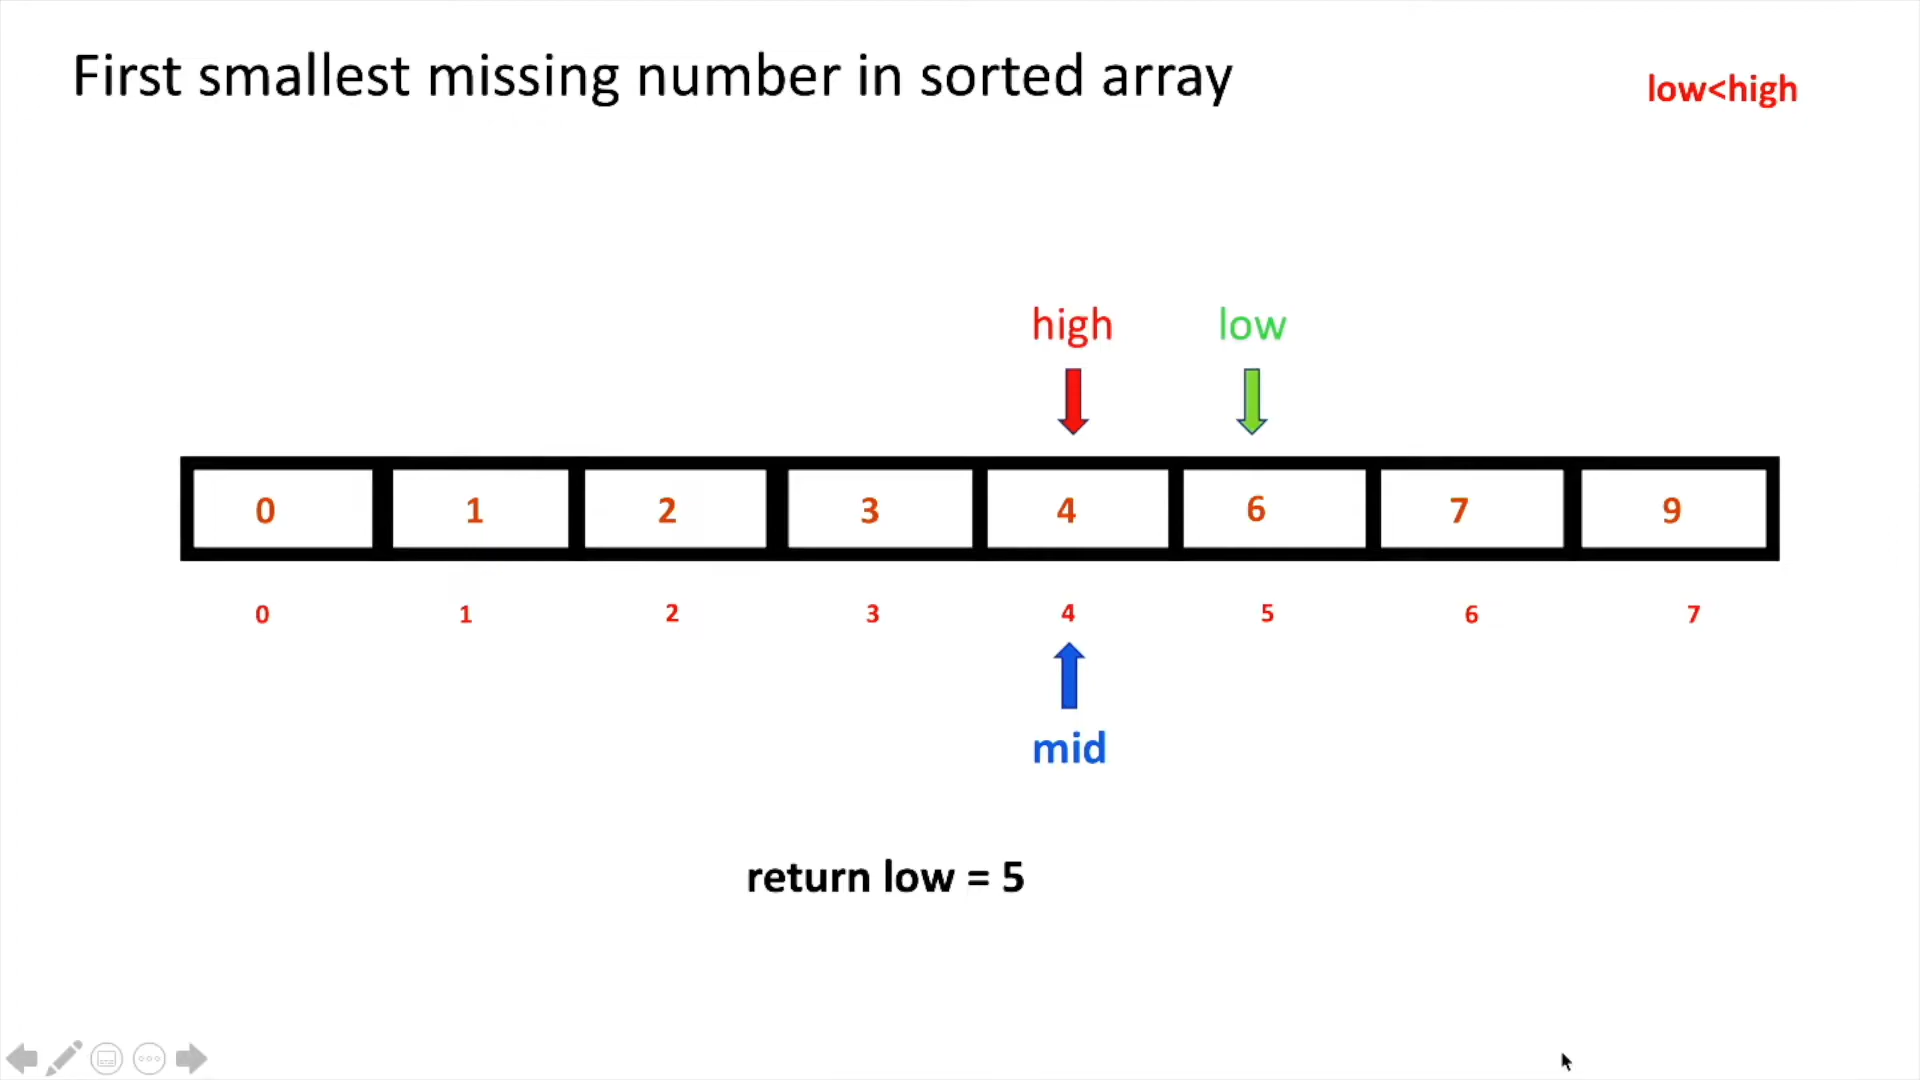 First smallest missing number in sorted array
low<high
high low
0 1 2 3 4 6 7 9
0 1 2 3 4 5 6 7
mid
return low = 5